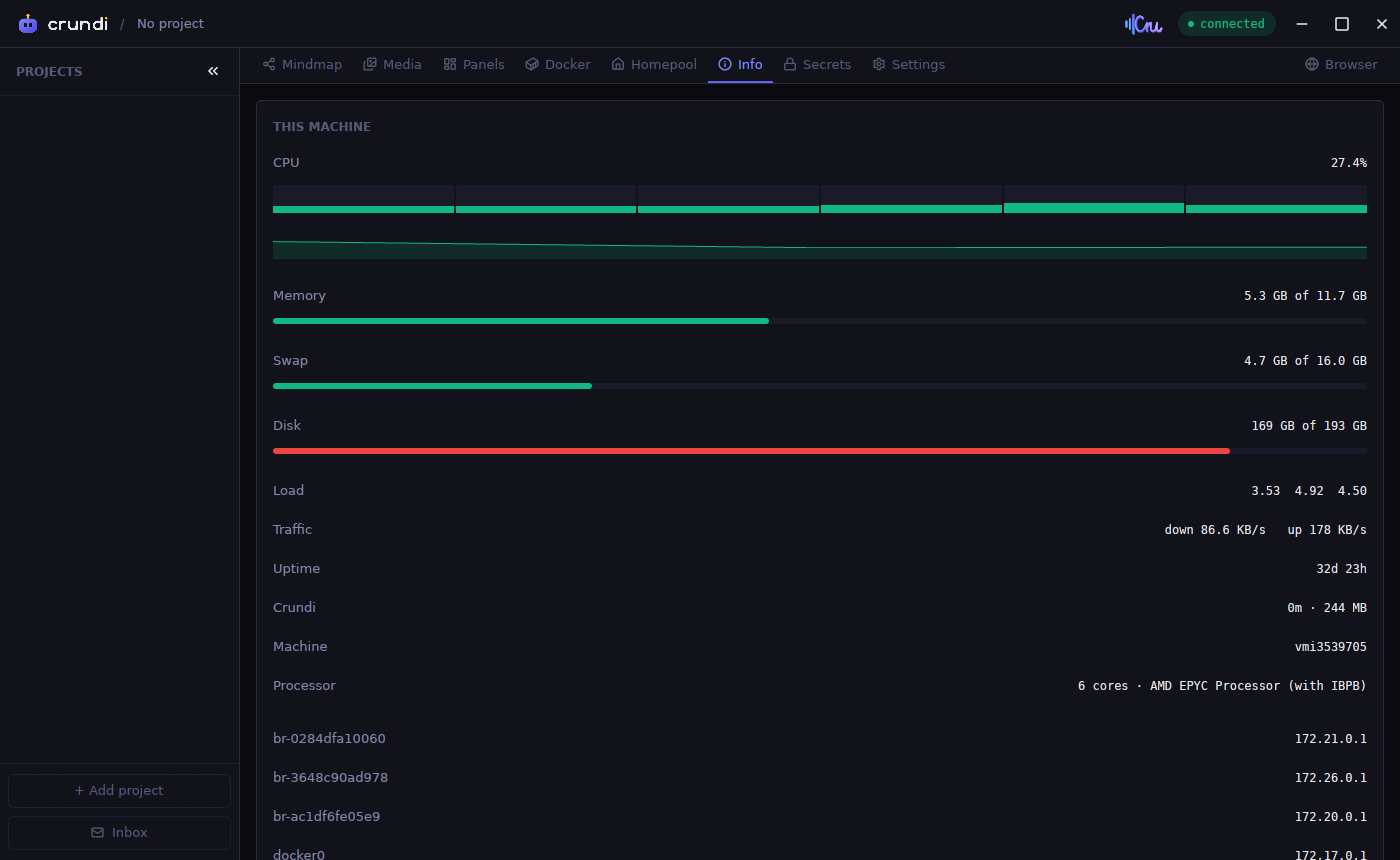 crundi / No project
Cru
connected
PROJECTS
Mindmap Media Panels Docker Homepool Info Secrets Settings Browser
THIS MACHINE
CPU 27.4%
Memory 5.3 GB of 11.7 GB
Swap 4.7 GB of 16.0 GB
Disk 169 GB of 193 GB
Load 3.53 4.92 4.50
Traffic down 86.6 KB/s up 178 KB/s
Uptime 32d 23h
Crundi 0m · 244 MB
Machine vmi3539705
Processor 6 cores · AMD EPYC Processor (with IBPB)
br-0284dfa10060 172.21.0.1
br-3648c90ad978 172.26.0.1
br-ac1df6fe05e9 172.20.0.1
docker0 172.17.0.1
+ Add project
Inbox